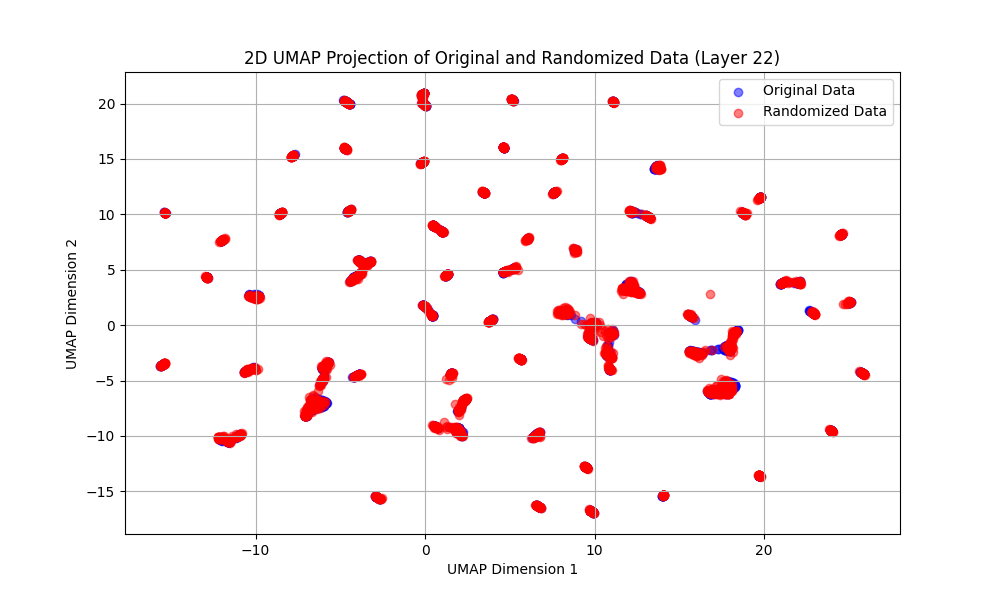 2D UMAP Projection of Original and Randomized Data (Layer 22)
Original Data
Randomized Data
20
15
10
5
0
−5
−10
−15
UMAP Dimension 2
−10
0
10
20
UMAP Dimension 1